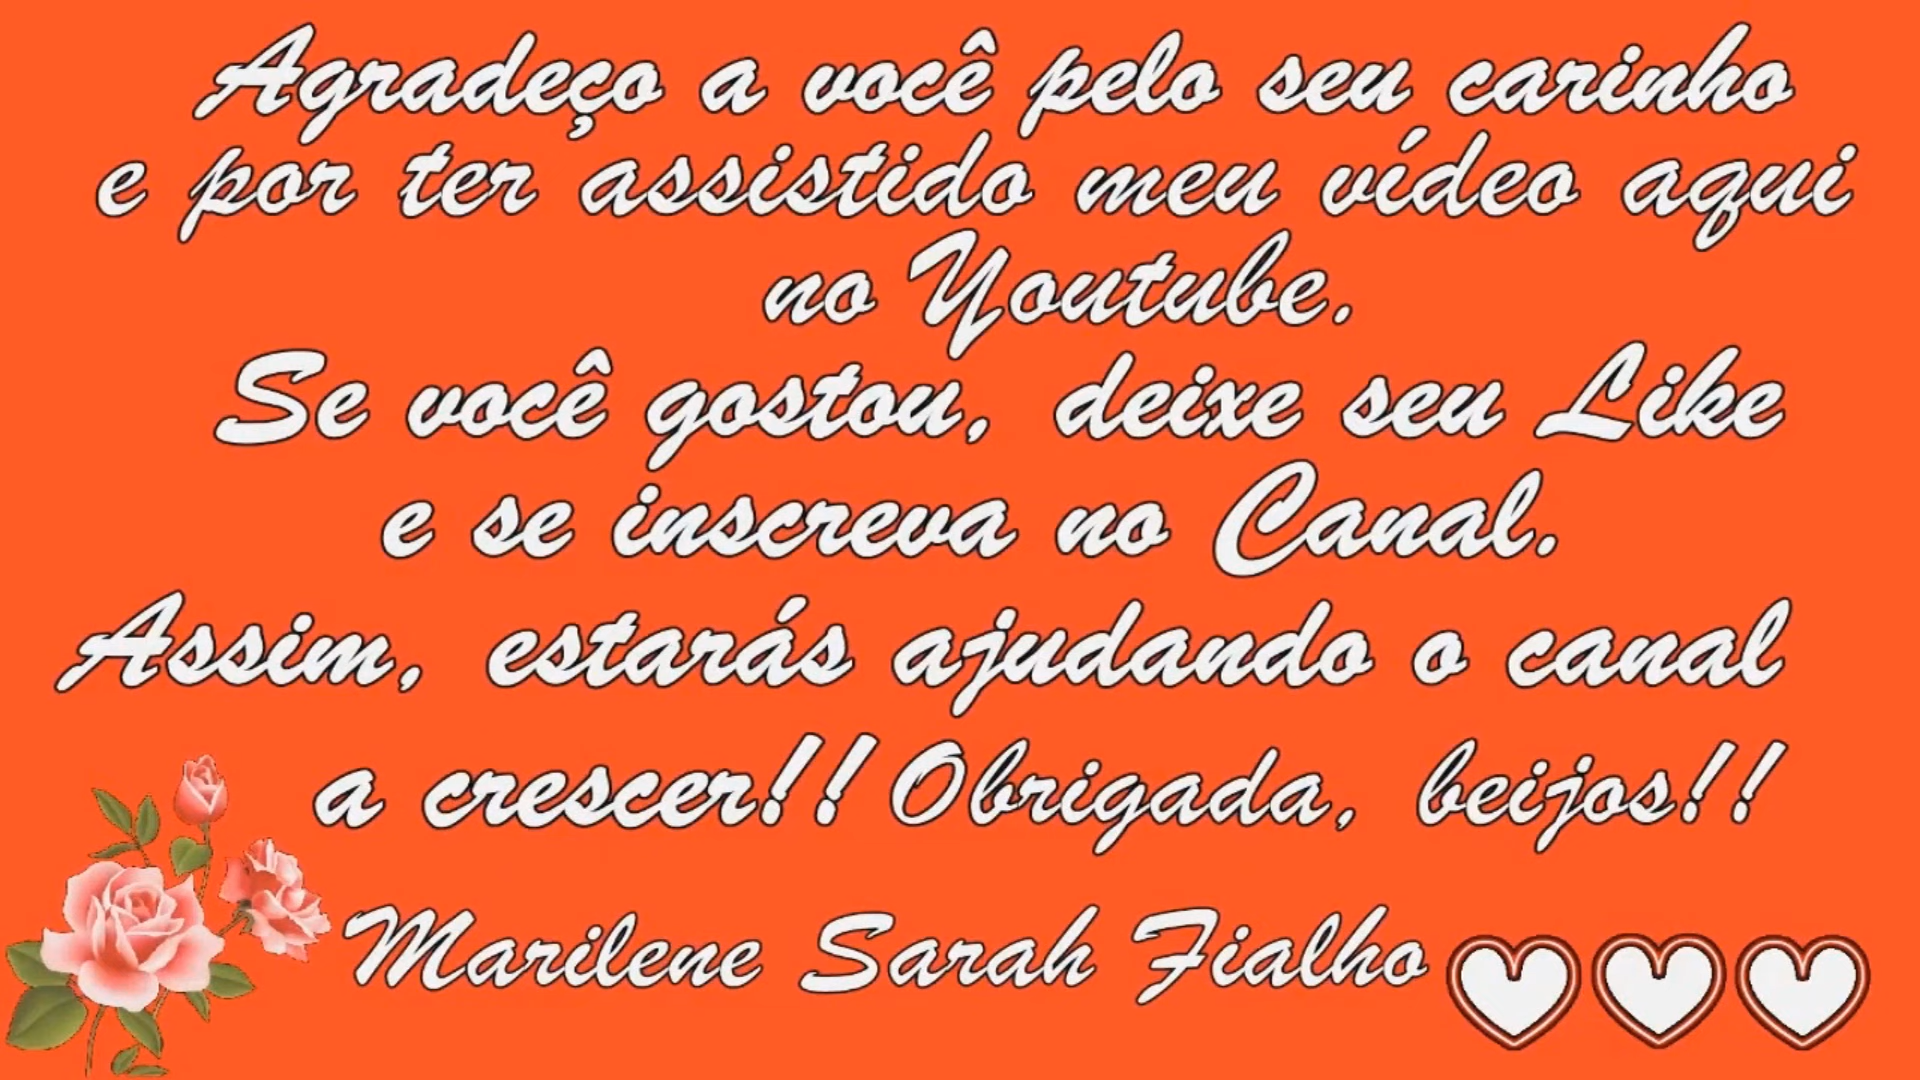 Agradeço a você pelo seu carinho
e por ter assistido meu vídeo aqui
no Youtube.
Se você gostou, deixe seu Like
e se inscreva no Canal.
Assim, estarás ajudando o canal
a crescer!! Obrigada, beijos!!
Marilene Sarah Fialho